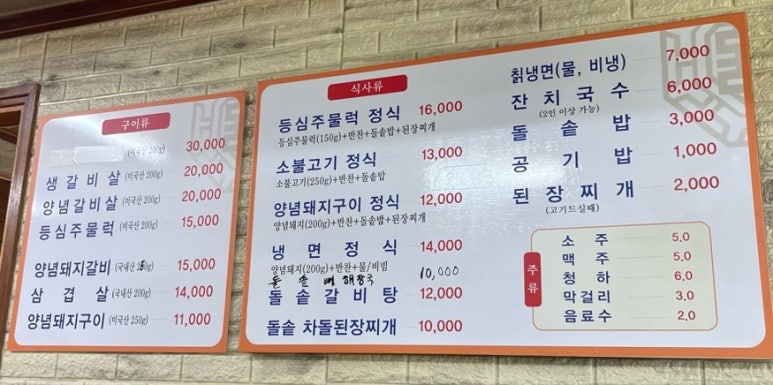 구이류
(미국산 200g) 30,000
생갈비살 (미국산 200g) 20,000
양념갈비살 (미국산 200g) 20,000
등심주물럭 (미국산 200g) 15,000
양념돼지갈비 15,000
삼겹살 (국내산 200g) 14,000
양념돼지구이 (미국산 250g) 11,000
식사류
등심주물럭 정식 16,000
등심주물럭(150g)+반찬+돌솥밥+된장찌개
소불고기 정식 13,000
소불고기(250g)+반찬+돌솥밥
양념돼지구이 정식 12,000
양념돼지(200g)+반찬+돌솥밥+된장찌개
냉면정식 14,000
양념돼지(200g)+반찬+물/비빔
돌솥뼈해장국 10,000
돌솥갈비탕 12,000
돌솥 차돌된장찌개 10,000
칡냉면(물, 비냉) 7,000
잔치국수 6,000
(2인 이상 가능)
돌솥밥 3,000
공기밥 1,000
된장찌개 2,000
(고기드실때)
주류
소주 5.0
맥주 5.0
청하 6.0
막걸리 3.0
음료수 2.0